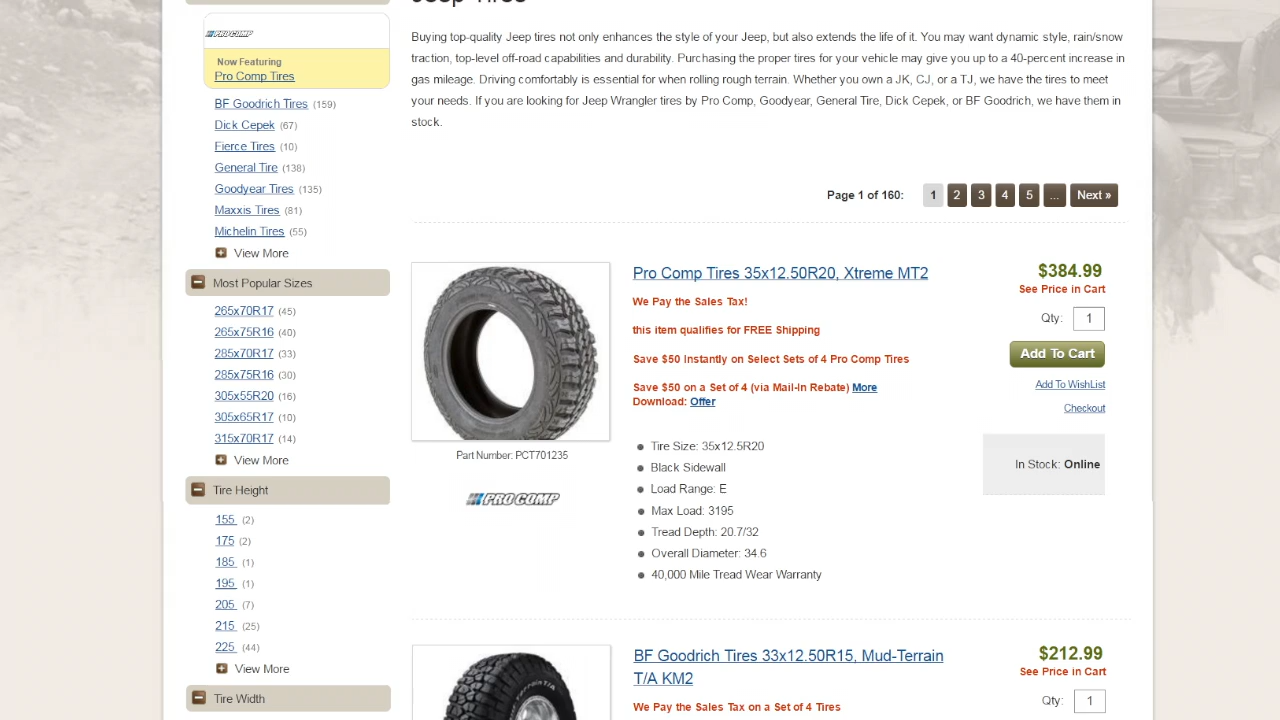 Jeep Tires
PRO COMP
Now Featuring
Pro Comp Tires
BF Goodrich Tires (159)
Dick Cepek (67)
Fierce Tires (10)
General Tire (138)
Goodyear Tires (135)
Maxxis Tires (81)
Michelin Tires (55)
View More
Most Popular Sizes
265x70R17 (45)
265x75R16 (40)
285x70R17 (33)
285x75R16 (30)
305x55R20 (16)
305x65R17 (10)
315x70R17 (14)
View More
Tire Height
155 (2)
175 (2)
185 (1)
195 (1)
205 (7)
215 (25)
225 (44)
View More
Tire Width
Buying top-quality Jeep tires not only enhances the style of your Jeep, but also extends the life of it. You may want dynamic style, rain/snow
traction, top-level off-road capabilities and durability. Purchasing the proper tires for your vehicle may give you up to a 40-percent increase in
gas mileage. Driving comfortably is essential for when rolling rough terrain. Whether you own a JK, CJ, or a TJ, we have the tires to meet
your needs. If you are looking for Jeep Wrangler tires by Pro Comp, Goodyear, General Tire, Dick Cepek, or BF Goodrich, we have them in
stock.
Page 1 of 160: 1 2 3 4 5 ... Next »
Pro Comp Tires 35x12.50R20, Xtreme MT2
We Pay the Sales Tax!
this item qualifies for FREE Shipping
Save $50 Instantly on Select Sets of 4 Pro Comp Tires
Save $50 on a Set of 4 (via Mail-In Rebate) More
Download: Offer
Tire Size: 35x12.5R20
Black Sidewall
Load Range: E
Max Load: 3195
Tread Depth: 20.7/32
Overall Diameter: 34.6
40,000 Mile Tread Wear Warranty
Part Number: PCT701235
PRO COMP
$384.99
See Price in Cart
Qty: 1
Add To Cart
Add To WishList
Checkout
In Stock: Online
BF Goodrich Tires 33x12.50R15, Mud-Terrain
T/A KM2
We Pay the Sales Tax on a Set of 4 Tires
$212.99
See Price in Cart
Qty: 1